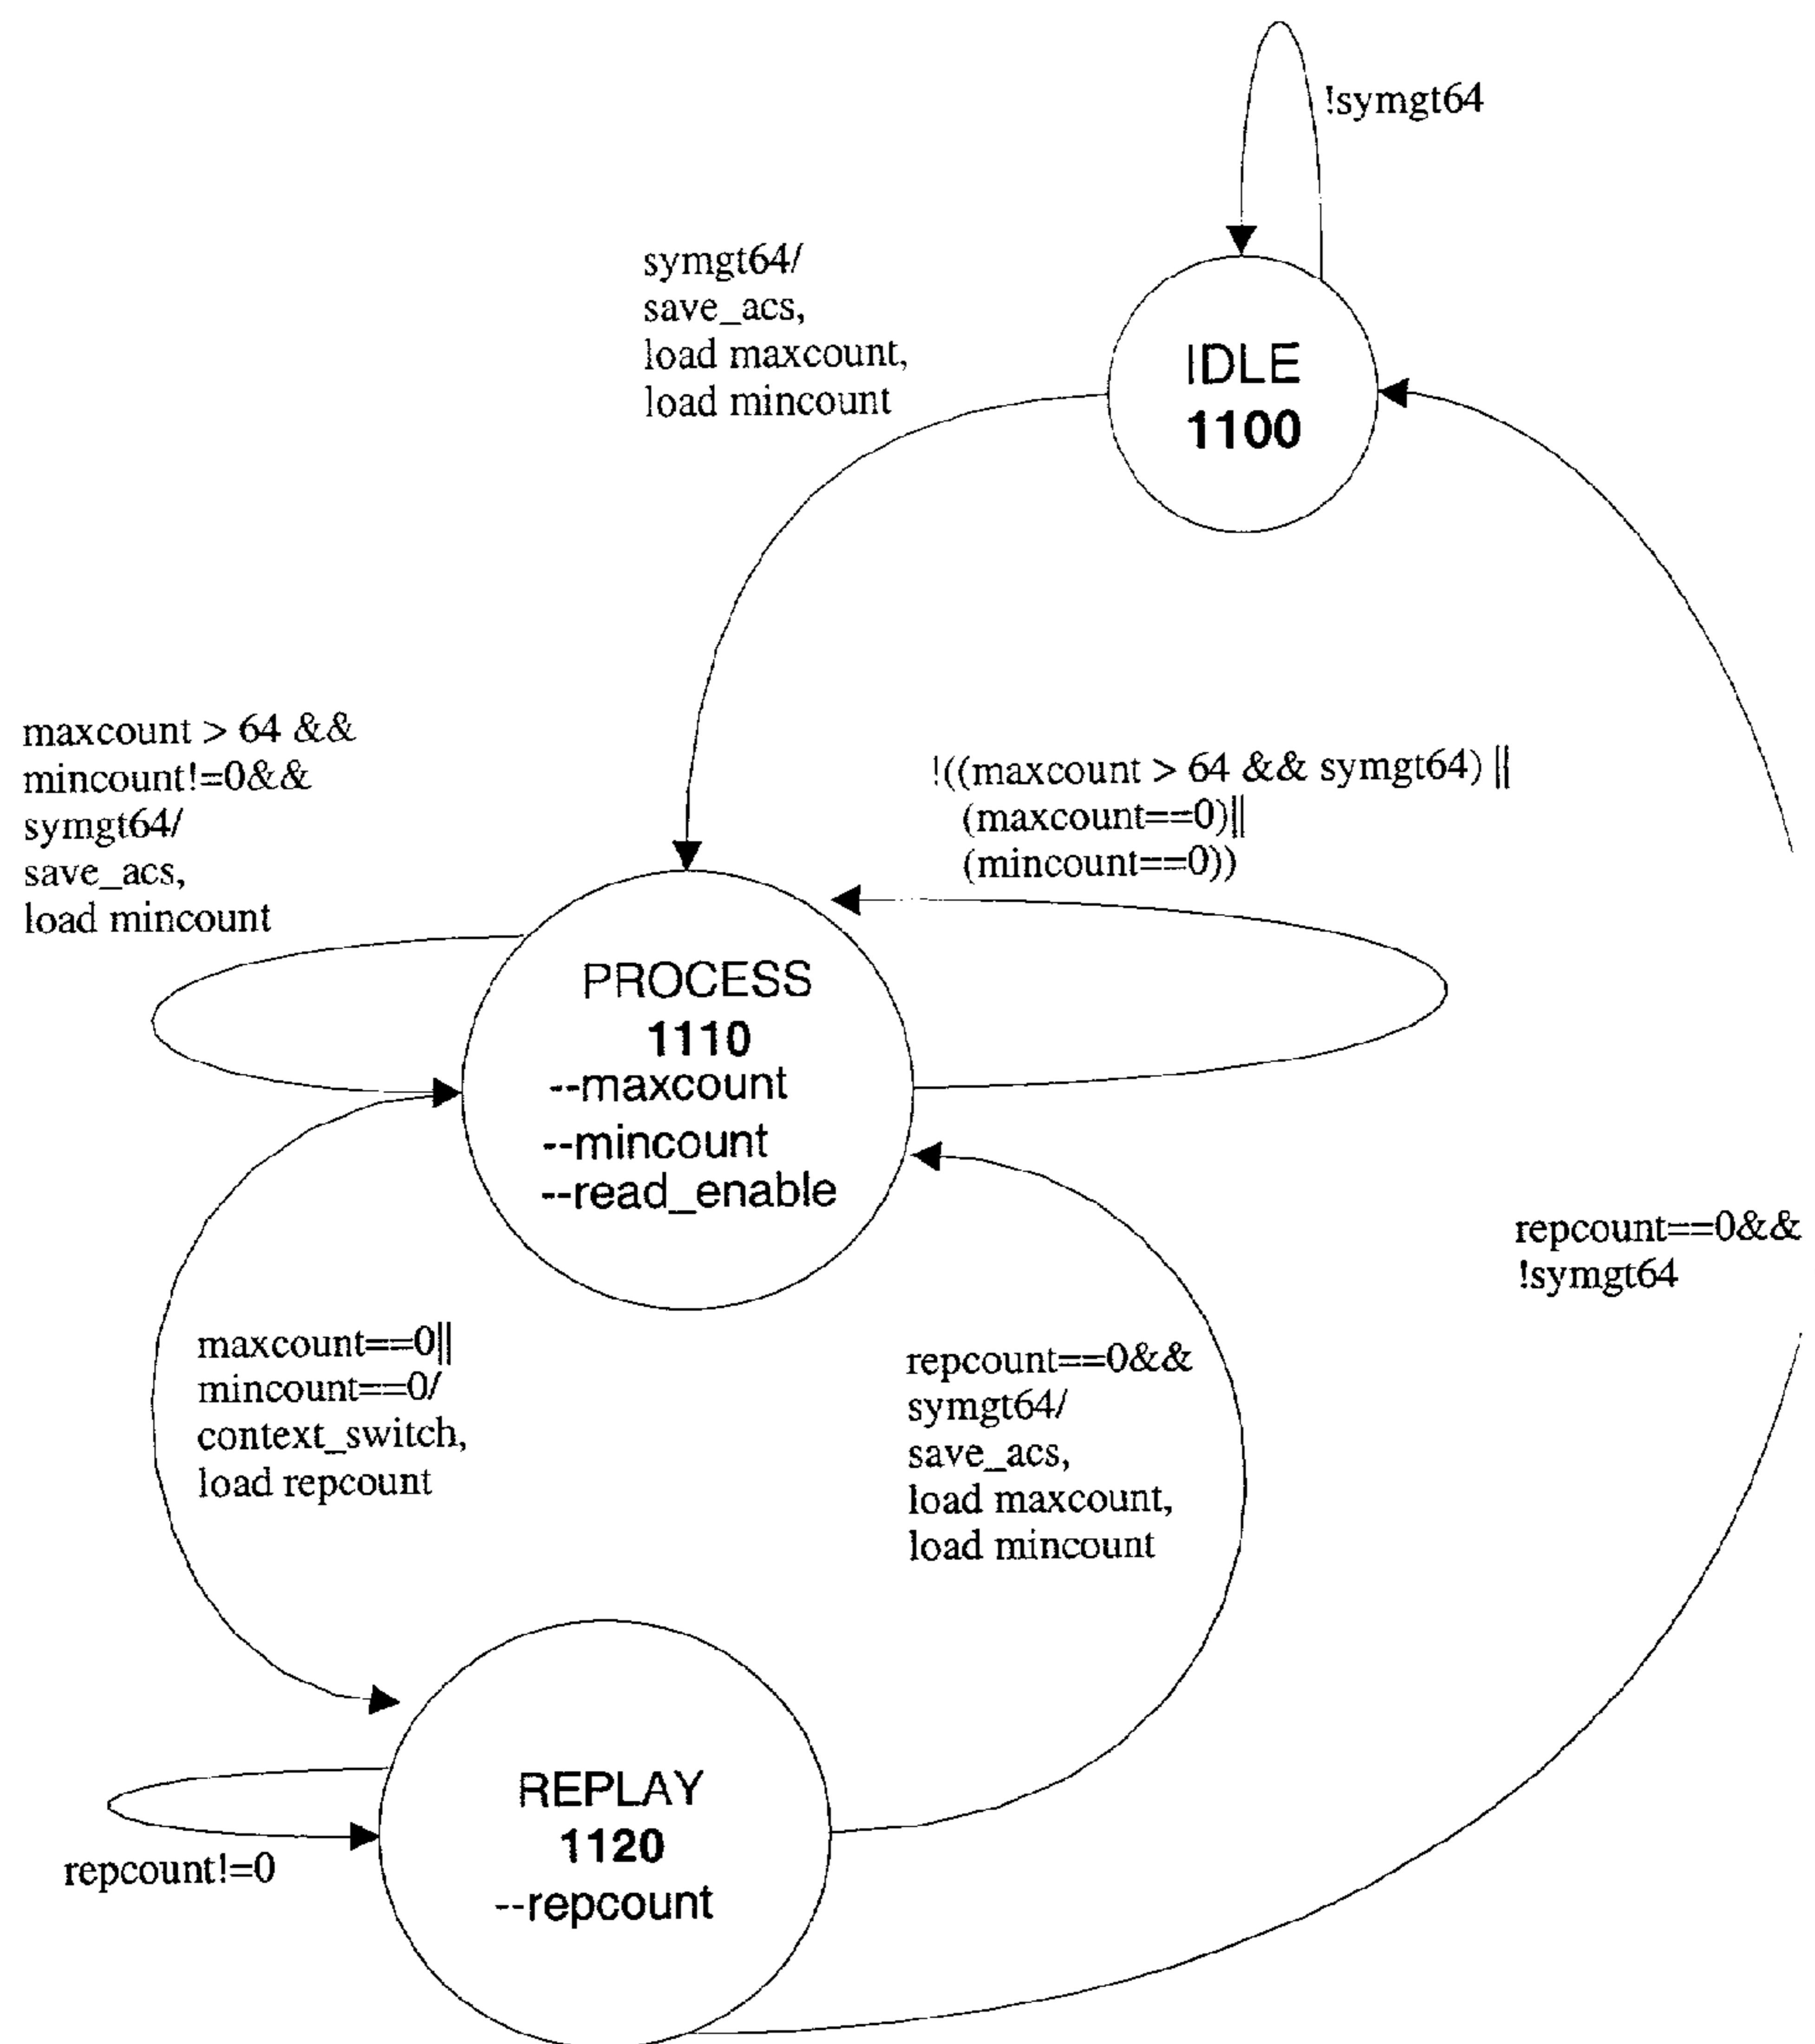 !symgt64
symgt64/
save_acs,
load maxcount,
load mincount
IDLE
1100
maxcount > 64 &&
mincount!=0&&
symgt64/
save_acs,
load mincount
!((maxcount > 64 && symgt64) ||
(maxcount==0)||
(mincount==0))
PROCESS
1110
--maxcount
--mincount
--read_enable
repcount==0&&
!symgt64
maxcount==0||
mincount==0/
context_switch,
load repcount
repcount==0&&
symgt64/
save_acs,
load maxcount,
load mincount
REPLAY
1120
--repcount
repcount!=0